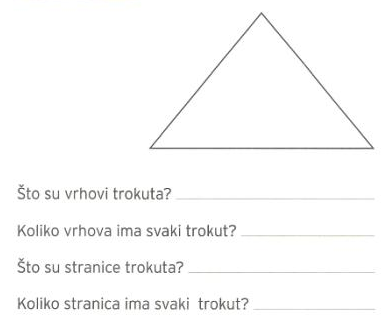 Što su vrhovi trokuta?
Koliko vrhova ima svaki trokut?
Što su stranice trokuta?
Koliko stranica ima svaki trokut?